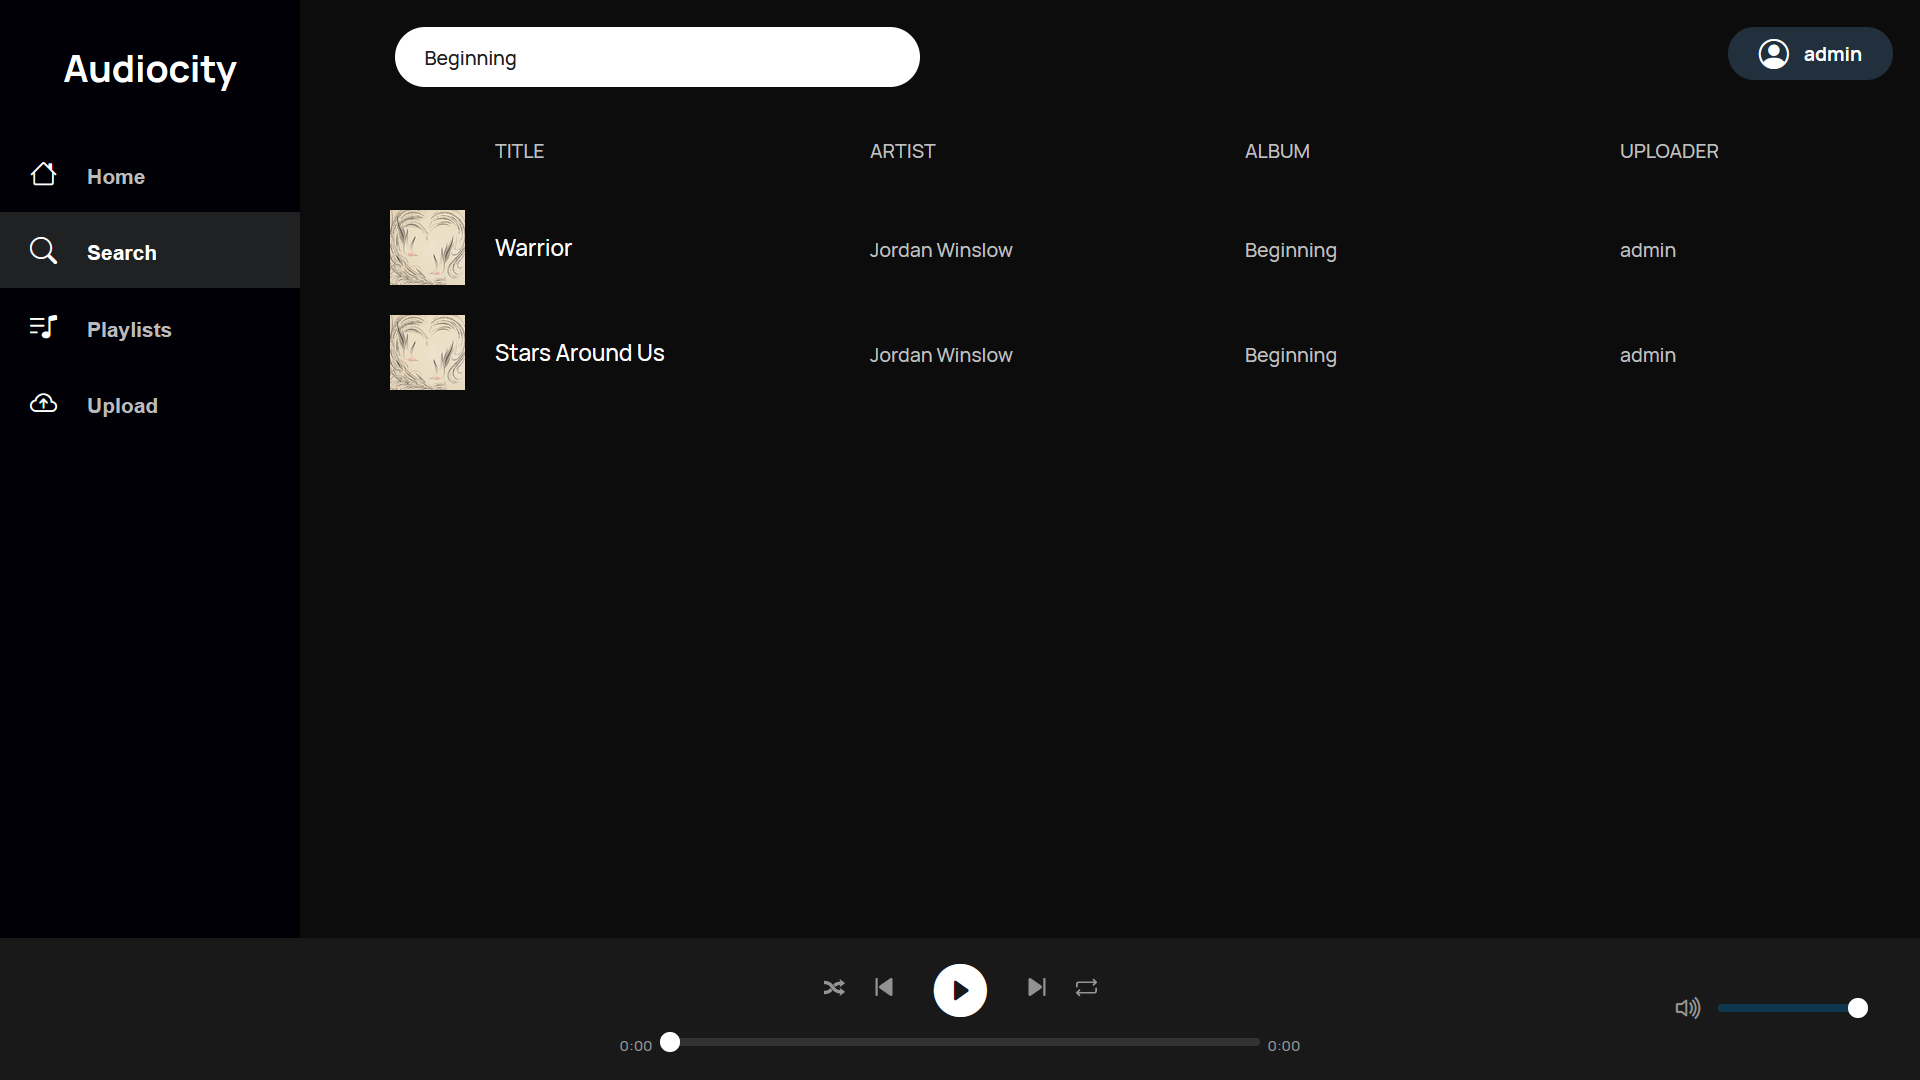 Audiocity
Home
Search
Playlists
Upload
Beginning
admin
TITLE ARTIST ALBUM UPLOADER
Warrior Jordan Winslow Beginning admin
Stars Around Us Jordan Winslow Beginning admin
0:00 0:00